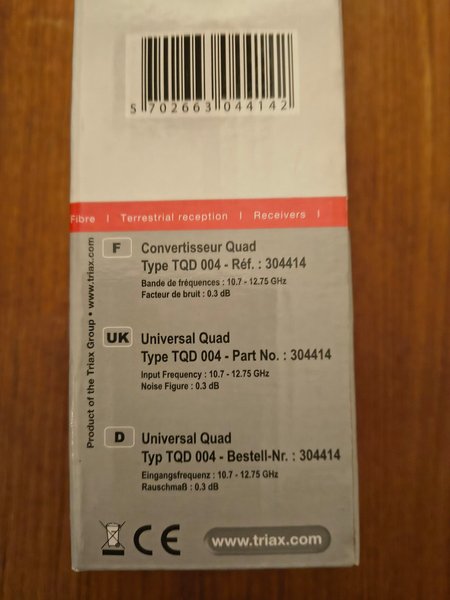 5 702663 044142
Fibre I Terrestrial reception I Receivers I
Product of the Triax Group • www.triax.com
F Convertisseur Quad
Type TQD 004 - Réf. : 304414
Bande de fréquences : 10.7 - 12.75 GHz
Facteur de bruit : 0.3 dB
UK Universal Quad
Type TQD 004 - Part No. : 304414
Input Frequency : 10.7 - 12.75 GHz
Noise Figure : 0.3 dB
D Universal Quad
Typ TQD 004 - Bestell-Nr. : 304414
Eingangsfrequenz : 10.7 - 12.75 GHz
Rauschmaß : 0.3 dB
CE www.triax.com